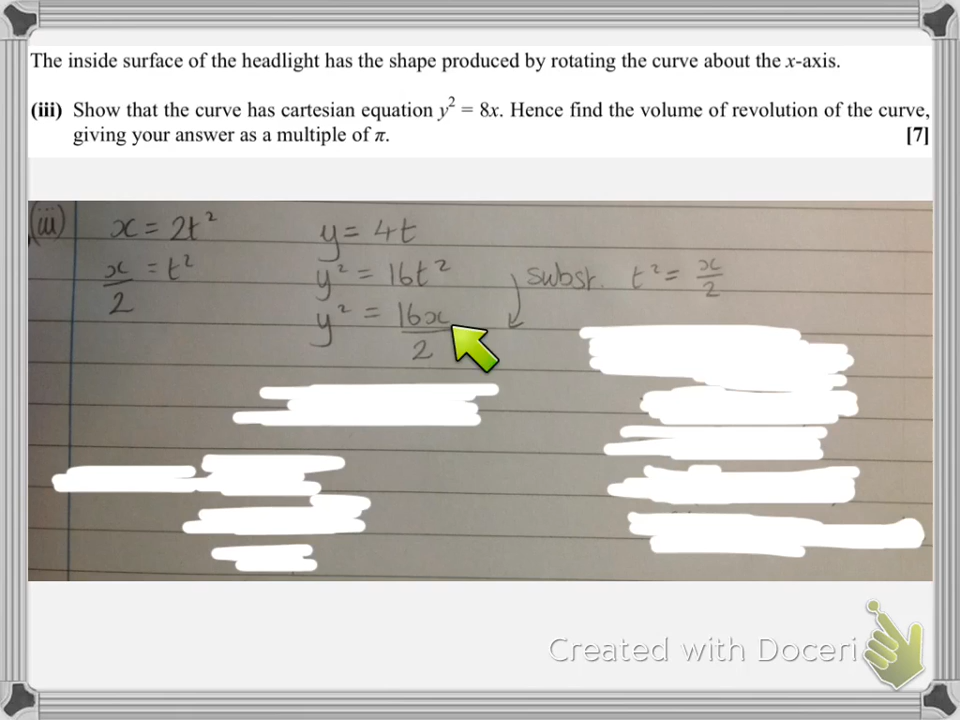 The inside surface of the headlight has the shape produced by rotating the curve about the x-axis.
(iii) Show that the curve has cartesian equation y² = 8x. Hence find the volume of revolution of the curve,
giving your answer as a multiple of π. [7]
(iii) x = 2t² y = 4t
x/2 = t² y² = 16t² subst. t² = x/2
y² = 16x/2
Created with Doceri